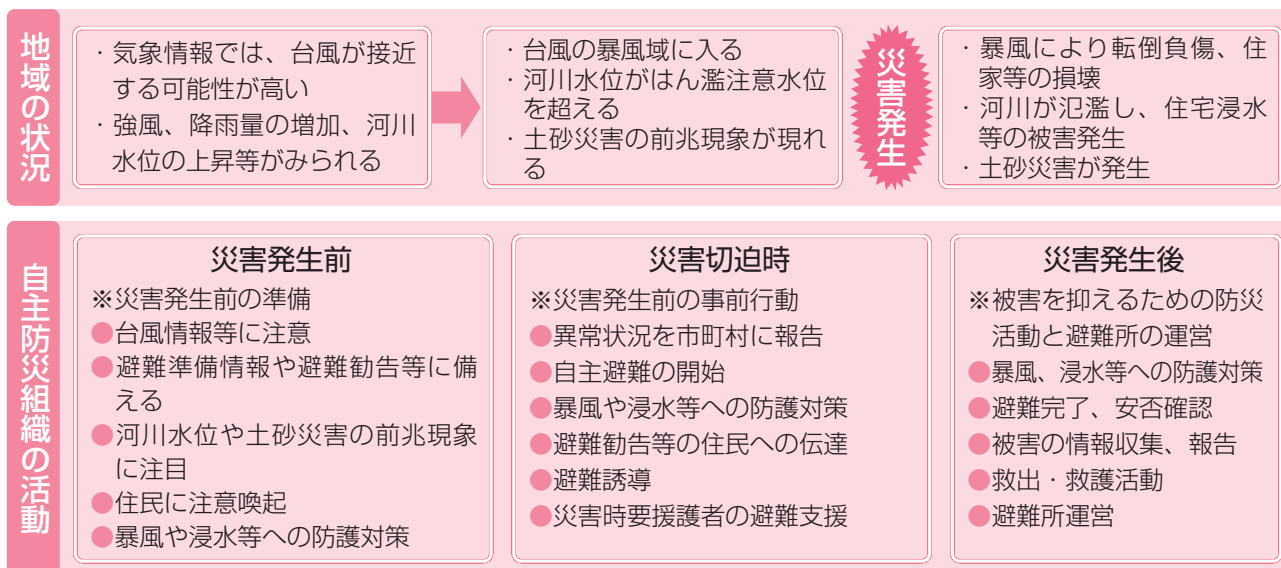 地域の状況
・気象情報では、台風が接近
する可能性が高い
・強風、降雨量の増加、河川
水位の上昇等がみられる
・台風の暴風域に入る
・河川水位がはん濫注意水位
を超える
・土砂災害の前兆現象が現れ
る
災害発生
・暴風により転倒負傷、住
家等の損壊
・河川が氾濫し、住宅浸水
等の被害発生
・土砂災害が発生
自主防災組織の活動
災害発生前
※災害発生前の準備
●台風情報等に注意
●避難準備情報や避難勧告等に備
える
●河川水位や土砂災害の前兆現象
に注目
●住民に注意喚起
●暴風や浸水等への防護対策
災害切迫時
※災害発生前の事前行動
●異常状況を市町村に報告
●自主避難の開始
●暴風や浸水等への防護対策
●避難勧告等の住民への伝達
●避難誘導
●災害時要援護者の避難支援
災害発生後
※被害を抑えるための防災
活動と避難所の運営
●暴風、浸水等への防護対策
●避難完了、安否確認
●被害の情報収集、報告
●救出・救護活動
●避難所運営